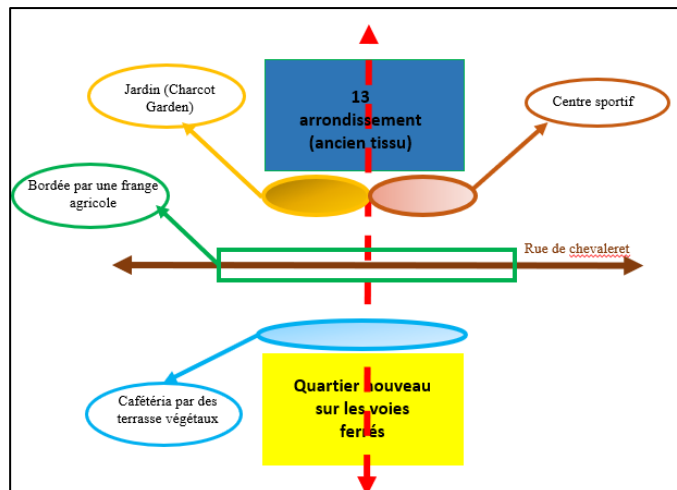 Jardin (Charcot
Garden)
13
arrondissement
(ancien tissu)
Centre sportif
Bordée par une frange
agricole
Rue de chevaleret
Cafétéria par des
terrasse végétaux
Quartier nouveau
sur les voies
ferrés